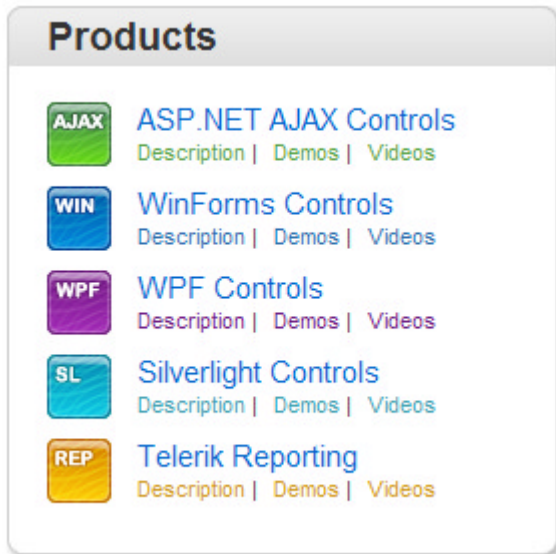 Products
AJAX
ASP.NET AJAX Controls
Description | Demos | Videos
WIN
WinForms Controls
Description | Demos | Videos
WPF
WPF Controls
Description | Demos | Videos
SL
Silverlight Controls
Description | Demos | Videos
REP
Telerik Reporting
Description | Demos | Videos